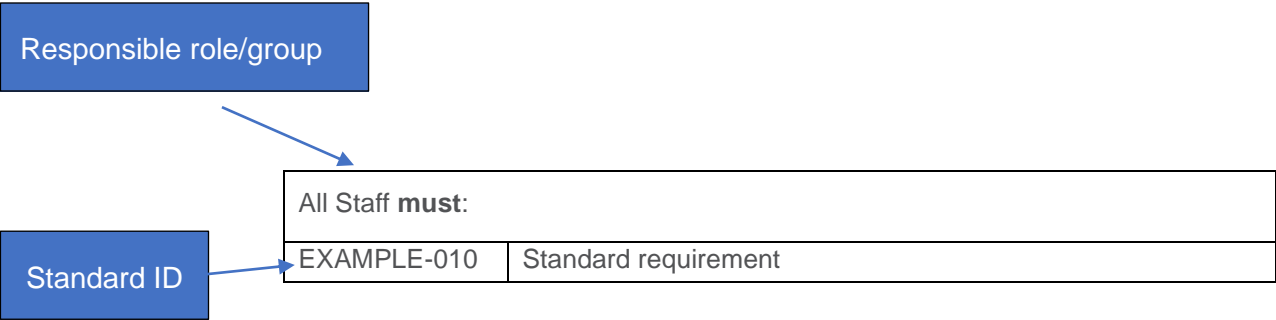 Responsible role/group
All Staff must:
EXAMPLE-010 Standard requirement
Standard ID